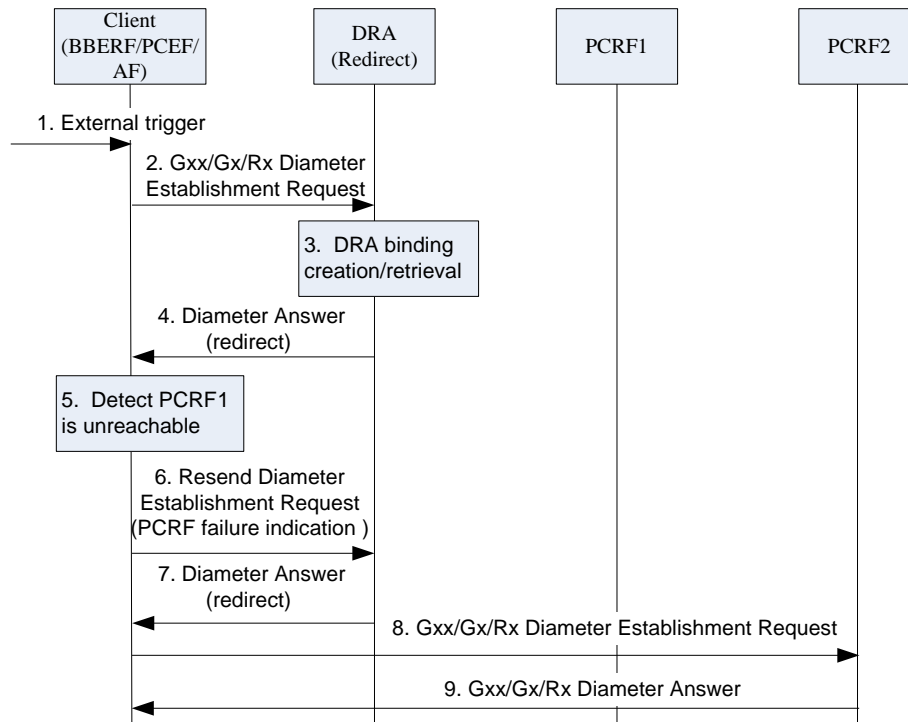 Client
(BBERF/PCEF/
AF)
DRA
(Redirect)
PCRF1
PCRF2
1. External trigger
2. Gxx/Gx/Rx Diameter
Establishment Request
3. DRA binding
creation/retrieval
4. Diameter Answer
(redirect)
5. Detect PCRF1
is unreachable
6. Resend Diameter
Establishment Request
(PCRF failure indication )
7. Diameter Answer
(redirect)
8. Gxx/Gx/Rx Diameter Establishment Request
9. Gxx/Gx/Rx Diameter Answer